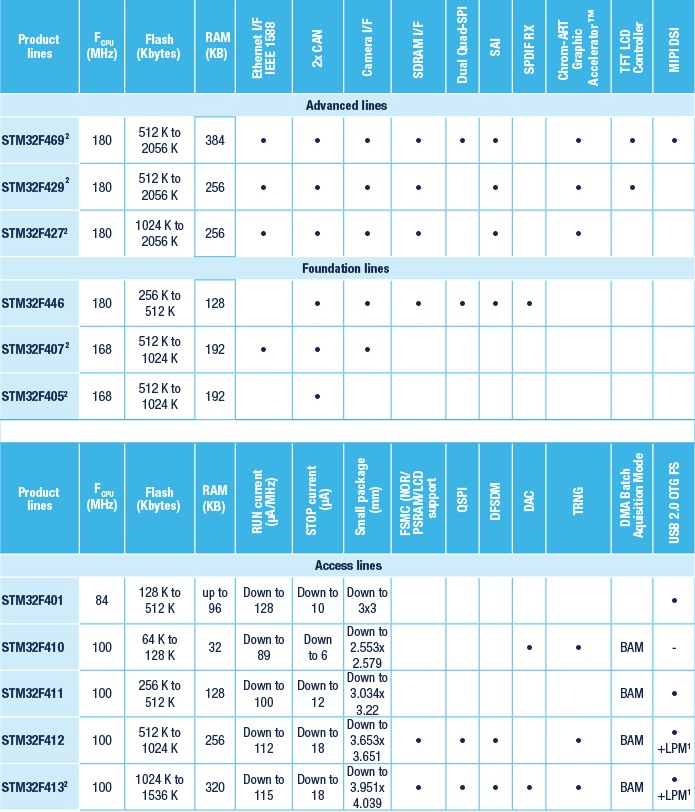 Product lines | F_CPU (MHz) | Flash (Kbytes) | RAM (KB) | Ethernet I/F IEEE 1588 | 2x CAN | Camera I/F | SDRAM I/F | Dual Quad-SPI | SAI | SPDIF RX | Chrom-ART Graphic Accelerator™ | TFT LCD Controller | MIPI DSI
Advanced lines
STM32F469² | 180 | 512 K to 2056 K | 384 | • | • | • | • | • | • | | • | • | •
STM32F429² | 180 | 512 K to 2056 K | 256 | • | • | • | • | | • | | • | • |
STM32F427² | 180 | 1024 K to 2056 K | 256 | • | • | • | • | | • | | • | |
Foundation lines
STM32F446 | 180 | 256 K to 512 K | 128 | | • | • | • | • | • | • | | |
STM32F407² | 168 | 512 K to 1024 K | 192 | • | • | • | | | | | | |
STM32F405² | 168 | 512 K to 1024 K | 192 | | • | | | | | | | |
Product lines | F_CPU (MHz) | Flash (Kbytes) | RAM (KB) | RUN current (µA/MHz) | STOP current (µA) | Small package (mm) | FSMC (NOR/PSRAM/LCD support | QSPI | DFSDM | DAC | TRNG | DMA Batch Aquisition Mode | USB 2.0 OTG FS
Access lines
STM32F401 | 84 | 128 K to 512 K | up to 96 | Down to 128 | Down to 10 | Down to 3x3 | | | | | | | •
STM32F410 | 100 | 64 K to 128 K | 32 | Down to 89 | Down to 6 | Down to 2.553x 2.579 | | | | • | • | BAM | -
STM32F411 | 100 | 256 K to 512 K | 128 | Down to 100 | Down to 12 | Down to 3.034x 3.22 | | | | | | BAM | •
STM32F412 | 100 | 512 K to 1024 K | 256 | Down to 112 | Down to 18 | Down to 3.653x 3.651 | • | • | • | | • | BAM | • +LPM¹
STM32F413² | 100 | 1024 K to 1536 K | 320 | Down to 115 | Down to 18 | Down to 3.951x 4.039 | • | • | • | • | • | BAM | • +LPM¹